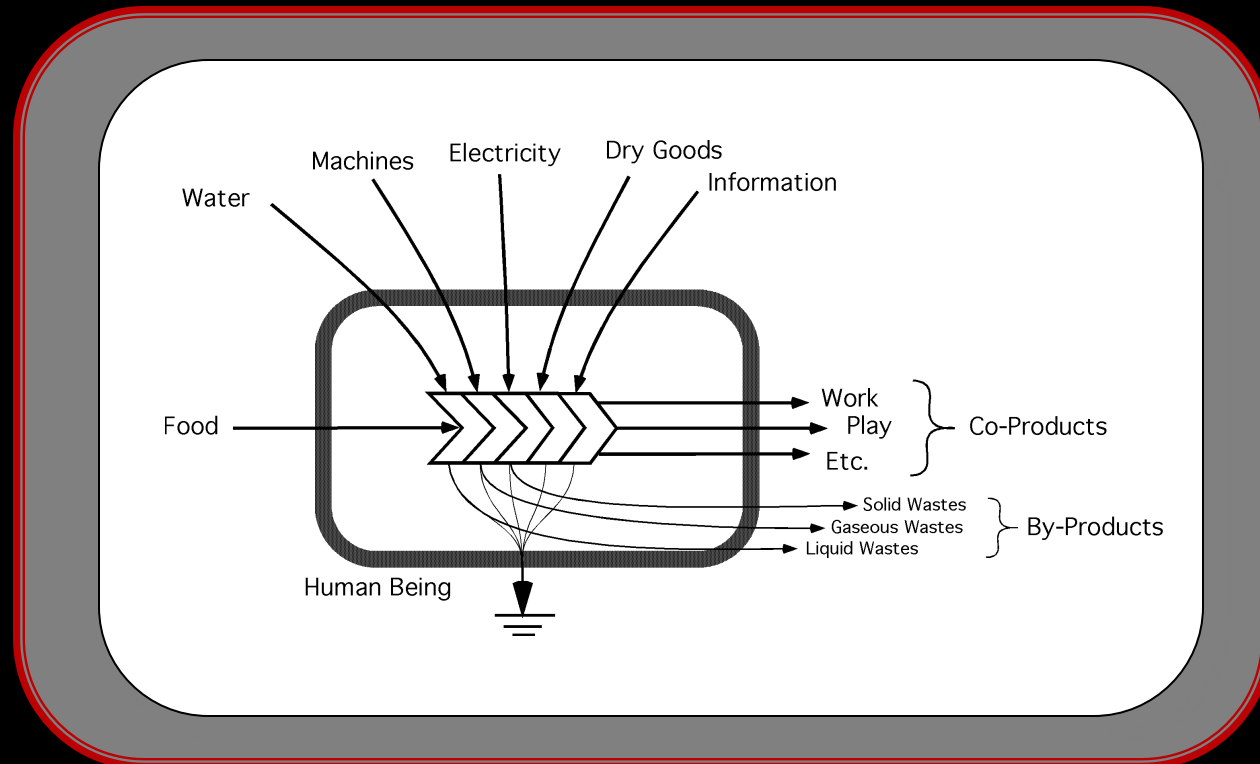 Electricity
Dry Goods
Machines
Information
Water
Work
Food
Play
Co-Products
Etc.
Solid Wastes
Gaseous Wastes
By-Products
Liquid Wastes
Human Being